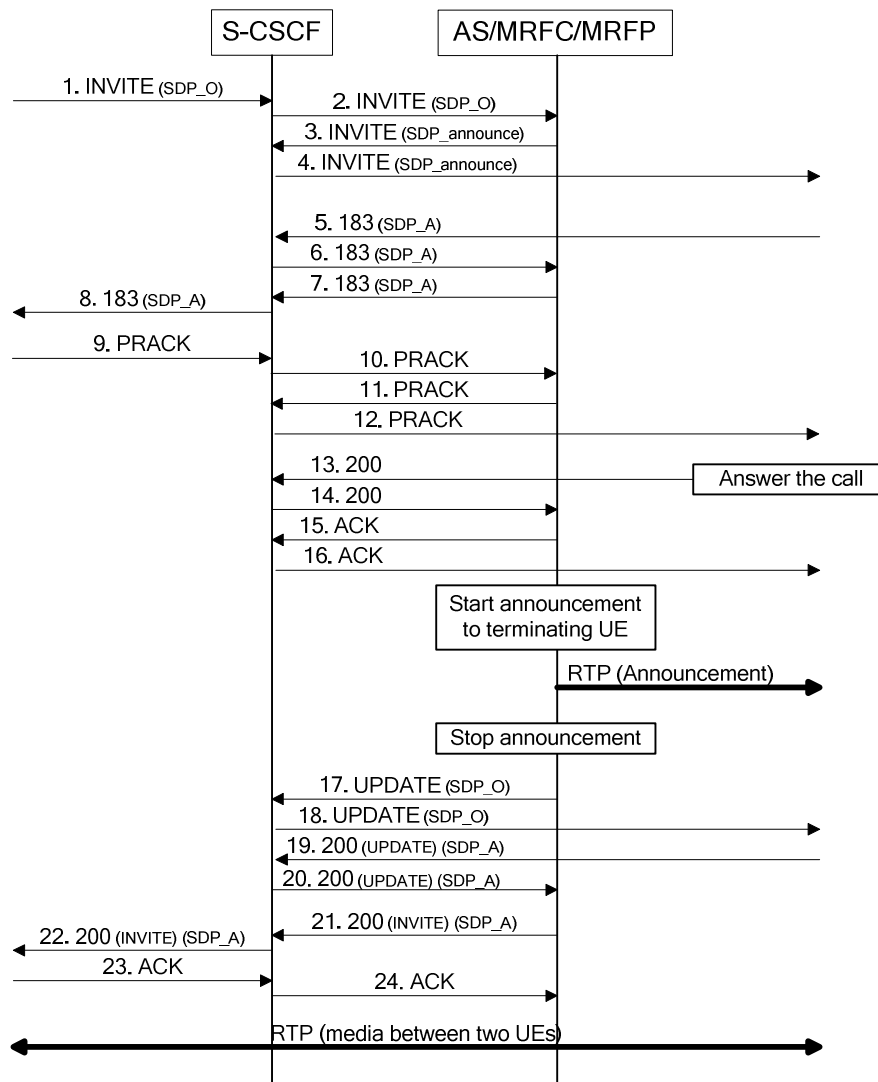 S-CSCF
AS/MRFC/MRFP
1. INVITE (SDP_O)
2. INVITE (SDP_O)
3. INVITE (SDP_announce)
4. INVITE (SDP_announce)
5. 183 (SDP_A)
6. 183 (SDP_A)
7. 183 (SDP_A)
8. 183 (SDP_A)
9. PRACK
10. PRACK
11. PRACK
12. PRACK
13. 200
Answer the call
14. 200
15. ACK
16. ACK
Start announcement
to terminating UE
RTP (Announcement)
Stop announcement
17. UPDATE (SDP_O)
18. UPDATE (SDP_O)
19. 200 (UPDATE) (SDP_A)
20. 200 (UPDATE) (SDP_A)
21. 200 (INVITE) (SDP_A)
22. 200 (INVITE) (SDP_A)
23. ACK
24. ACK
RTP (media between two UEs)